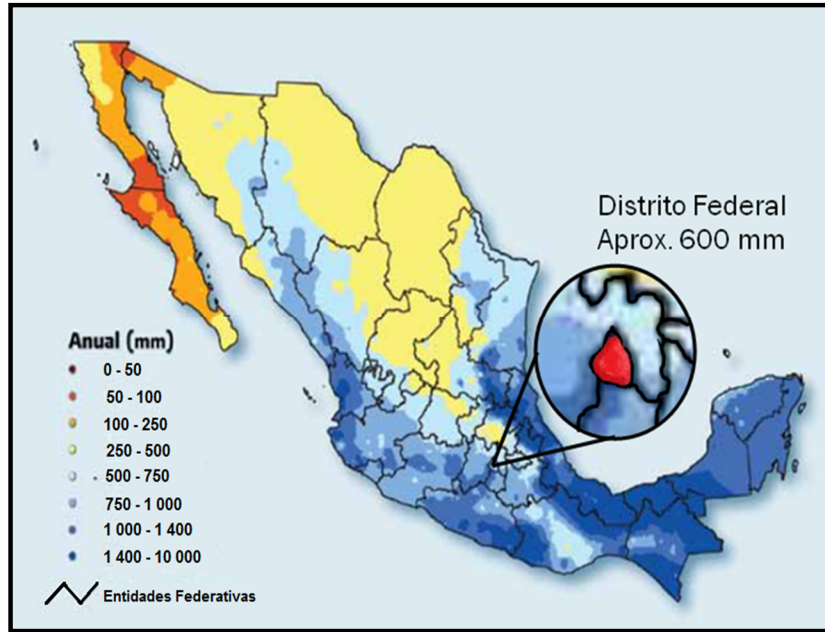 Distrito Federal
Aprox. 600 mm
Anual (mm)
0 - 50
50 - 100
100 - 250
250 - 500
500 - 750
750 - 1 000
1 000 - 1 400
1 400 - 10 000
Entidades Federativas